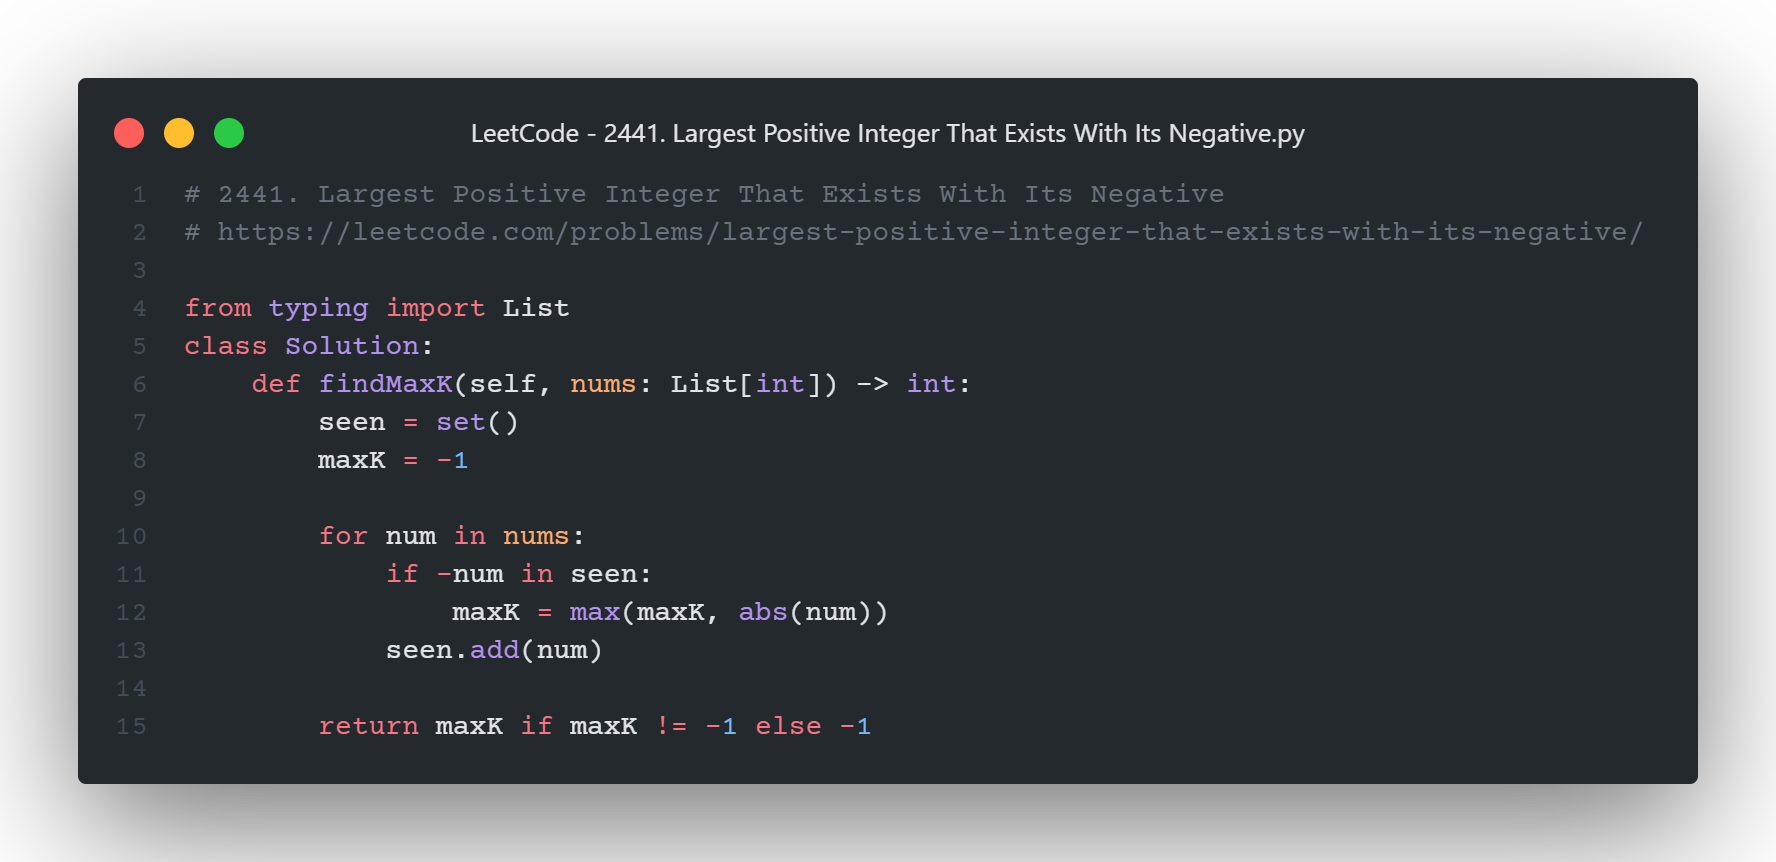 LeetCode - 2441. Largest Positive Integer That Exists With Its Negative.py
1 # 2441. Largest Positive Integer That Exists With Its Negative
2 # https://leetcode.com/problems/largest-positive-integer-that-exists-with-its-negative/
3
4 from typing import List
5 class Solution:
6     def findMaxK(self, nums: List[int]) -> int:
7         seen = set()
8         maxK = -1
9
10         for num in nums:
11             if -num in seen:
12                 maxK = max(maxK, abs(num))
13             seen.add(num)
14
15         return maxK if maxK != -1 else -1